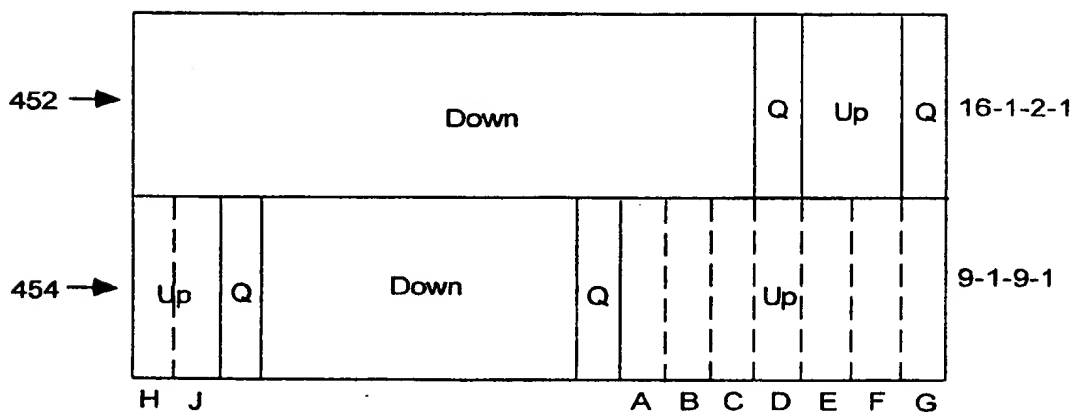 452 Down Q Up Q 16-1-2-1
454 Up Q Down Q Up 9-1-9-1
H J A B C D E F G